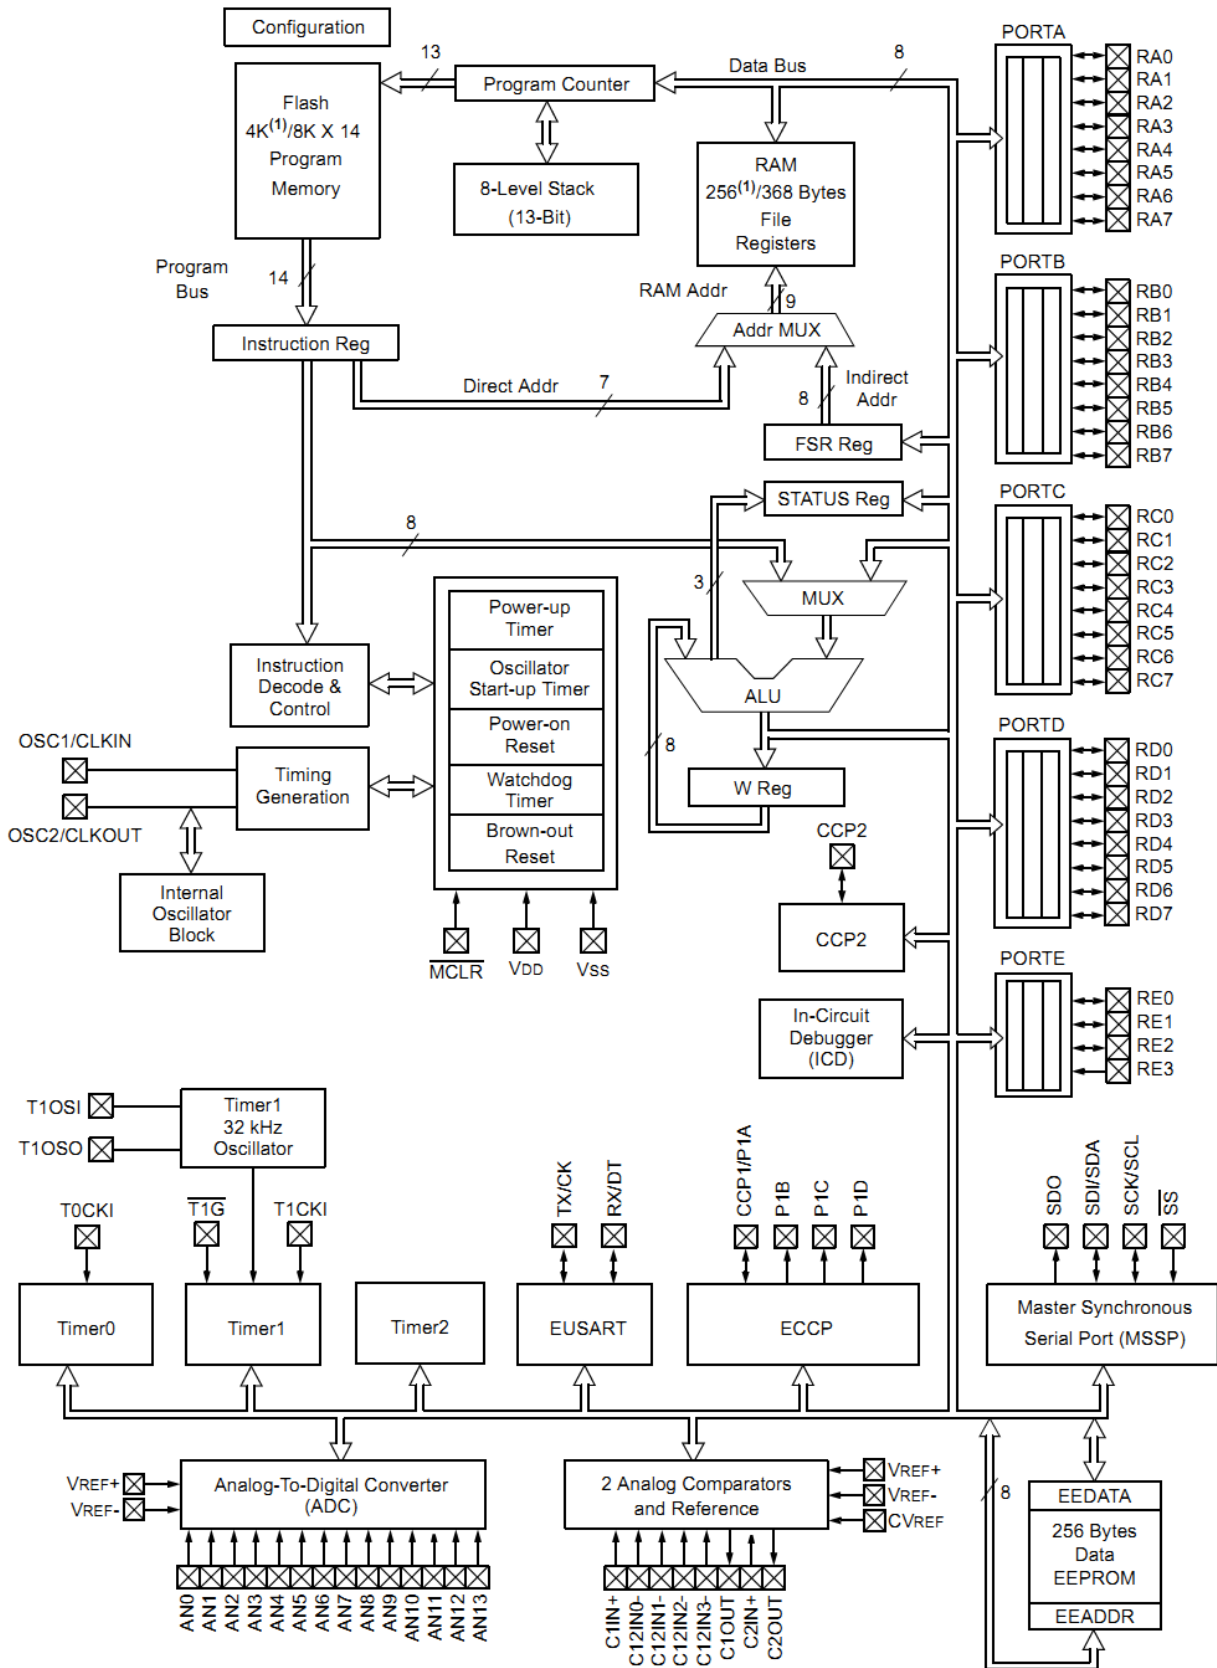 Configuration
13
Data Bus
8
Program Counter
Flash
4K(1)/8K X 14
Program
Memory
8-Level Stack
(13-Bit)
RAM
256(1)/368 Bytes
File
Registers
Program
Bus
14
RAM Addr
9
Addr MUX
Instruction Reg
Direct Addr
7
8
Indirect
Addr
FSR Reg
STATUS Reg
8
3
MUX
ALU
8
W Reg
Power-up
Timer
Oscillator
Start-up Timer
Power-on
Reset
Watchdog
Timer
Brown-out
Reset
Instruction
Decode &
Control
OSC1/CLKIN
Timing
Generation
OSC2/CLKOUT
Internal
Oscillator
Block
MCLR
VDD
VSS
CCP2
CCP2
In-Circuit
Debugger
(ICD)
PORTA
RA0
RA1
RA2
RA3
RA4
RA5
RA6
RA7
PORTB
RB0
RB1
RB2
RB3
RB4
RB5
RB6
RB7
PORTC
RC0
RC1
RC2
RC3
RC4
RC5
RC6
RC7
PORTD
RD0
RD1
RD2
RD3
RD4
RD5
RD6
RD7
PORTE
RE0
RE1
RE2
RE3
T1OSI
T1OSO
Timer1
32 kHz
Oscillator
T0CKI
T1G
T1CKI
TX/CK
RX/DT
CCP1/P1A
P1B
P1C
P1D
SDO
SDI/SDA
SCK/SCL
SS
Timer0
Timer1
Timer2
EUSART
ECCP
Master Synchronous
Serial Port (MSSP)
VREF+
VREF-
Analog-To-Digital Converter
(ADC)
AN0
AN1
AN2
AN3
AN4
AN5
AN6
AN7
AN8
AN9
AN10
AN11
AN12
AN13
2 Analog Comparators
and Reference
VREF+
VREF-
CVREF
C1IN+
C12IN0-
C12IN1-
C12IN2-
C12IN3-
C1OUT
C2IN+
C2OUT
8
EEDATA
256 Bytes
Data
EEPROM
EEADDR